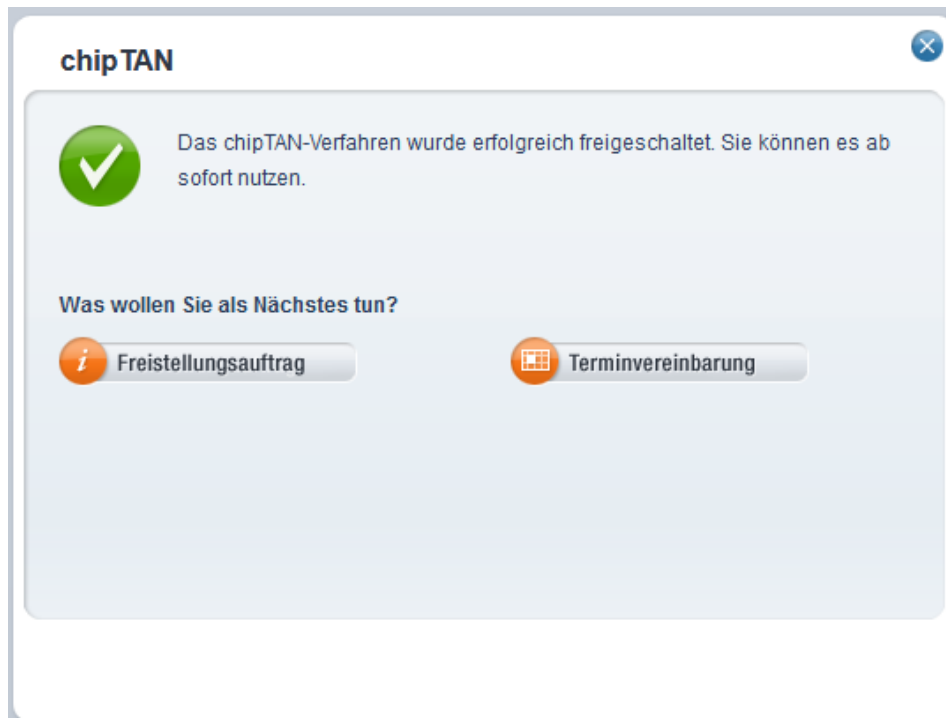 chipTAN
Das chipTAN-Verfahren wurde erfolgreich freigeschaltet. Sie können es ab
sofort nutzen.
Was wollen Sie als Nächstes tun?
Freistellungsauftrag
Terminvereinbarung